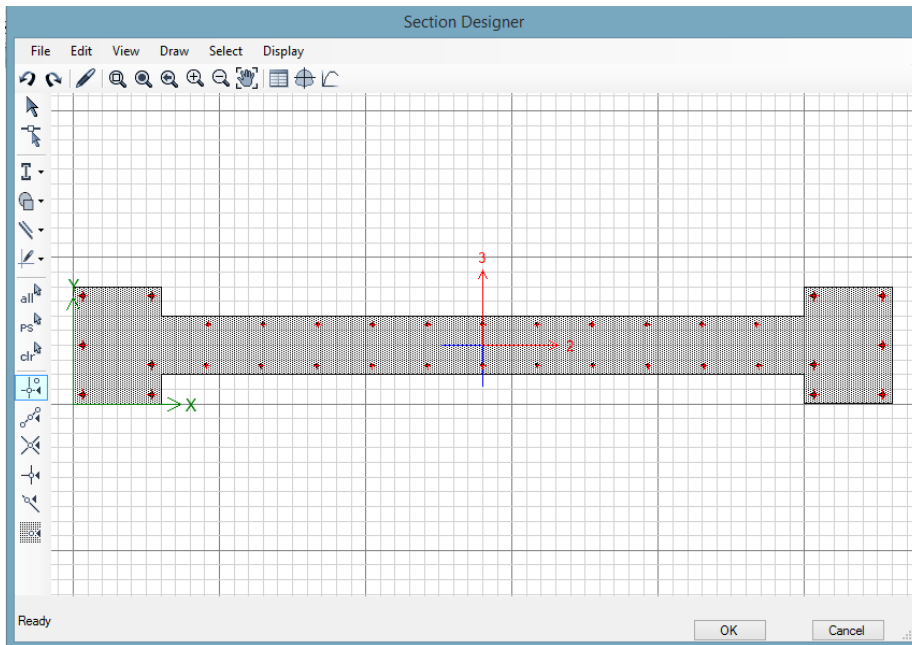 Section Designer
File Edit View Draw Select Display
all
PS
clr
3
2
Y
X
Ready
OK Cancel